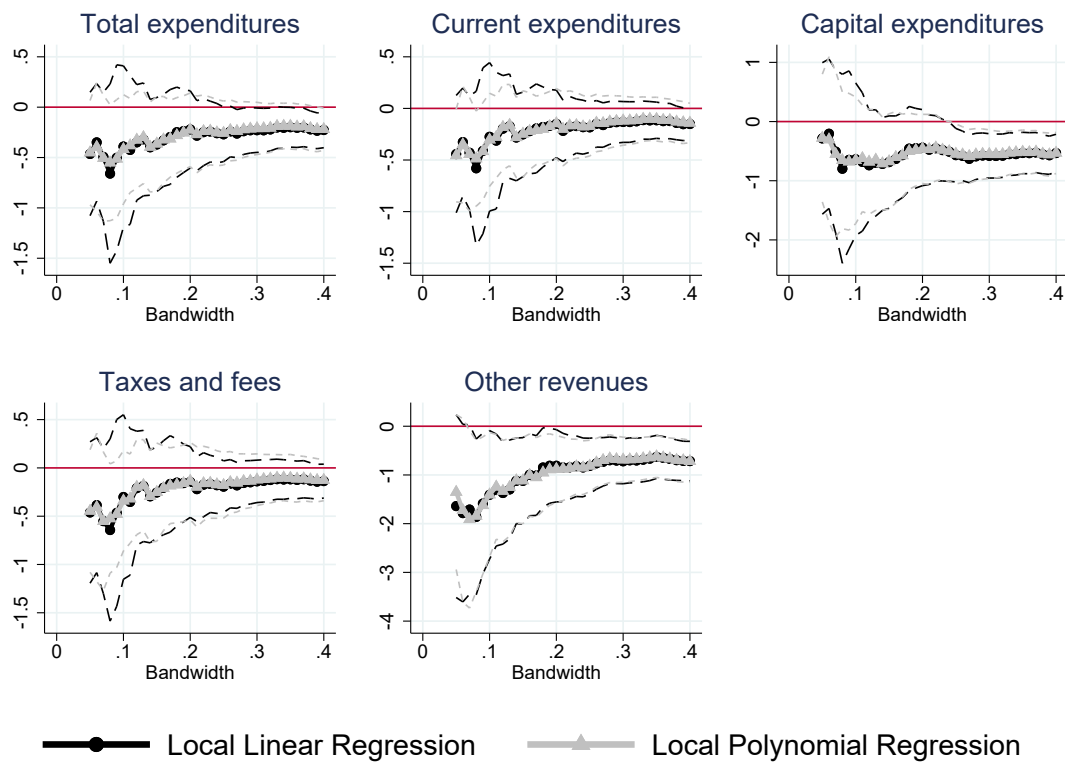 Total expenditures
.5
0
-.5
-1
-1.5
0 .1 .2 .3 .4
Bandwidth
Current expenditures
.5
0
-.5
-1
-1.5
0 .1 .2 .3 .4
Bandwidth
Capital expenditures
1
0
-1
-2
0 .1 .2 .3 .4
Bandwidth
Taxes and fees
.5
0
-.5
-1
-1.5
0 .1 .2 .3 .4
Bandwidth
Other revenues
0
-1
-2
-3
-4
0 .1 .2 .3 .4
Bandwidth
Local Linear Regression
Local Polynomial Regression